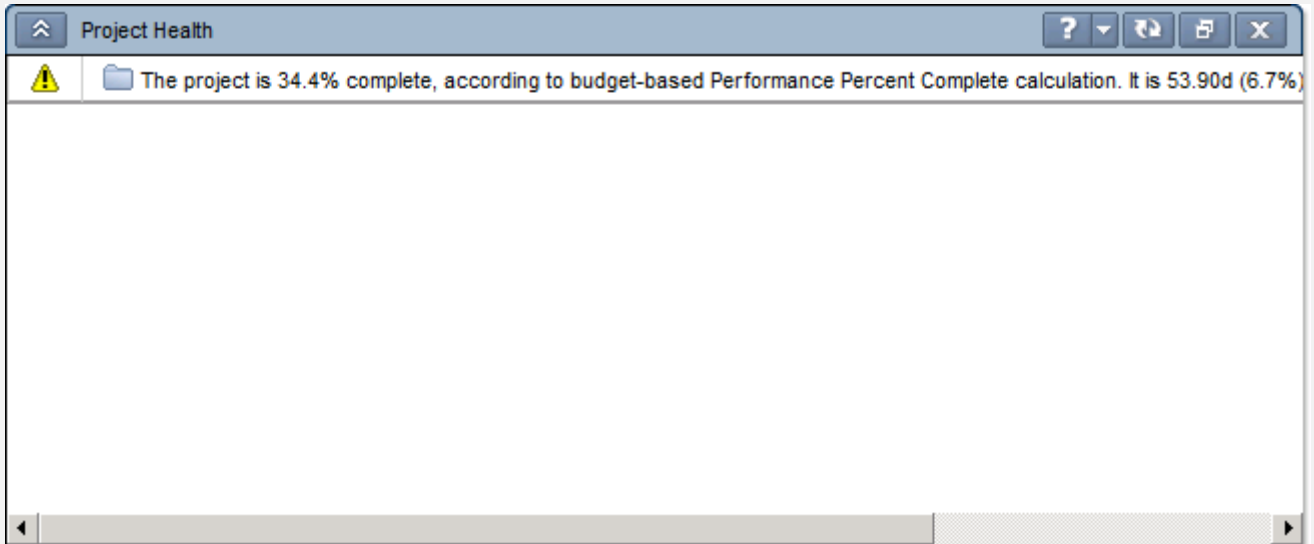 Project Health
The project is 34.4% complete, according to budget-based Performance Percent Complete calculation. It is 53.90d (6.7%)